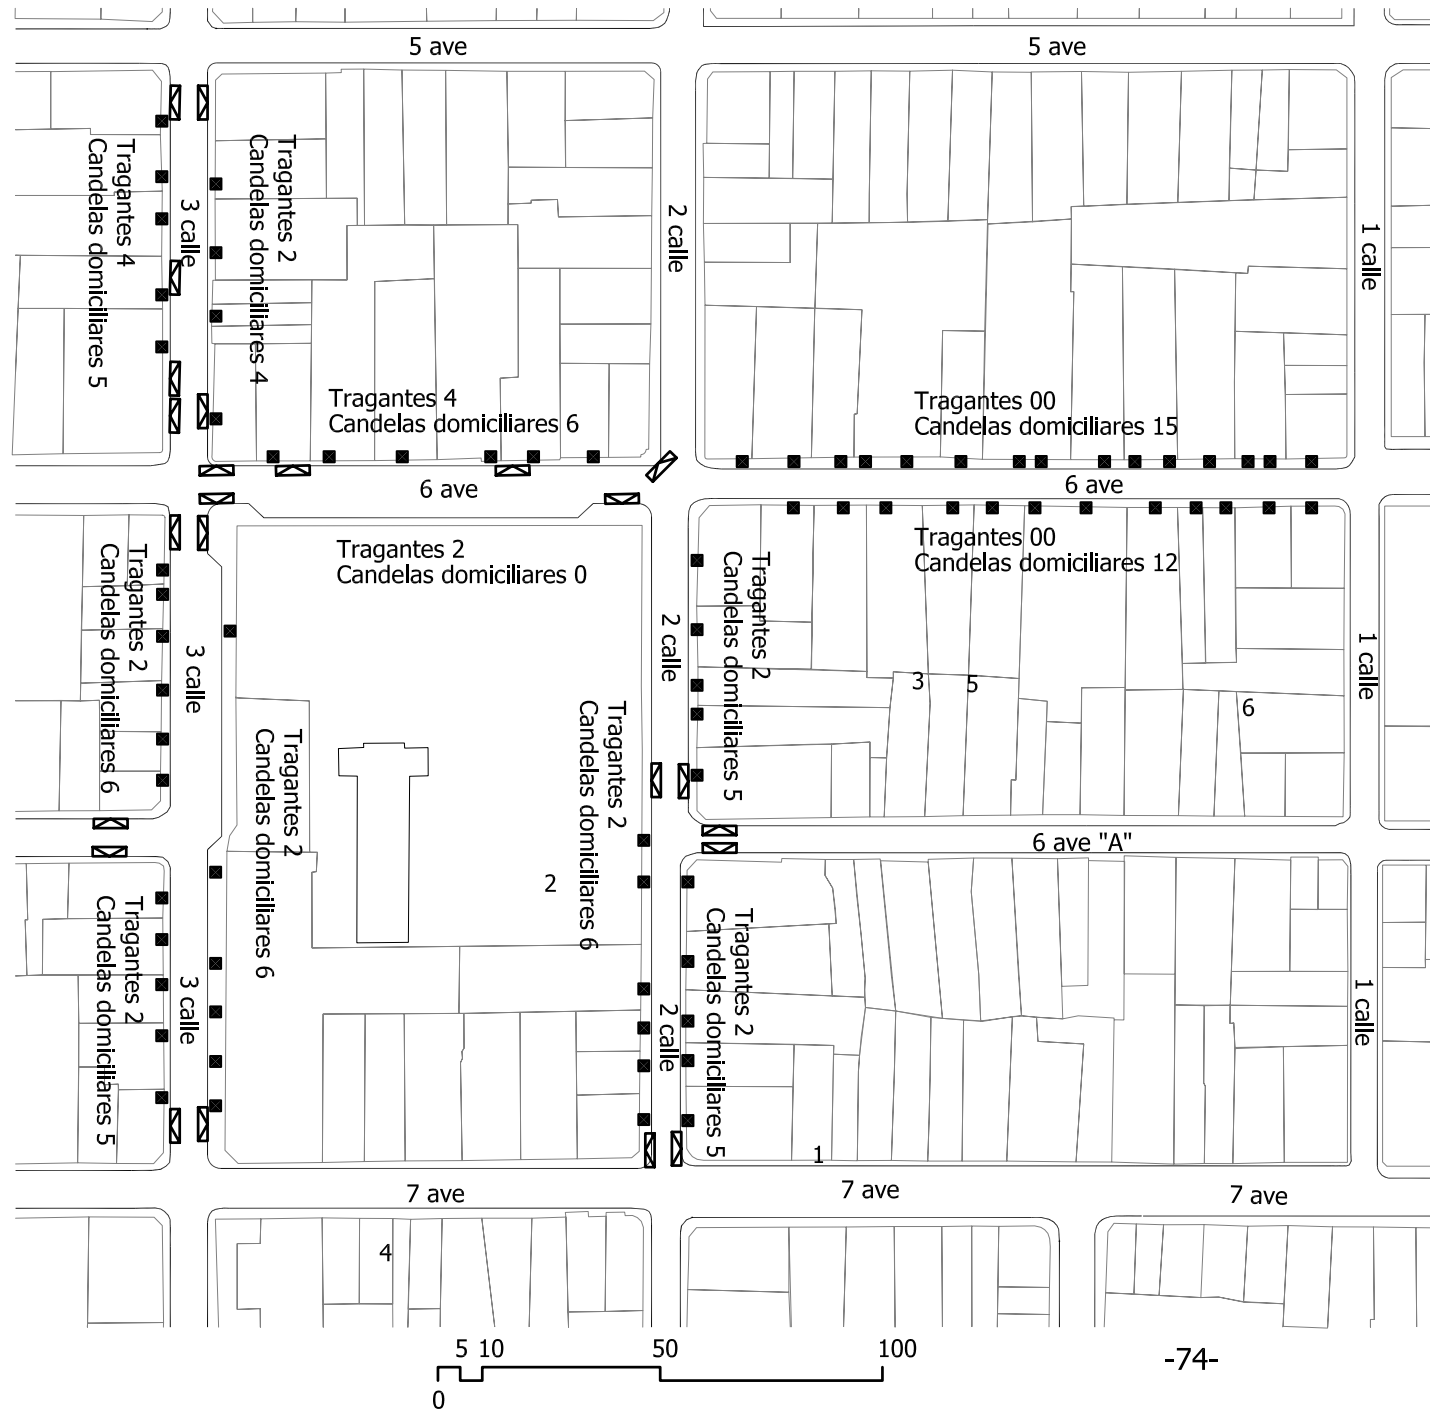 5 ave
5 ave
Tragantes 4
Candelas domiciliares 5
3 calle
Tragantes 2
Candelas domiciliares 4
2 calle
1 calle
Tragantes 4
Candelas domiciliares 6
Tragantes 00
Candelas domiciliares 15
6 ave
6 ave
Tragantes 2
Candelas domiciliares 0
Tragantes 00
Candelas domiciliares 12
Tragantes 2
Candelas domiciliares 6
3 calle
2 calle
Tragantes 2
Candelas domiciliares 5
1 calle
3
5
6
Tragantes 2
Candelas domiciliares 6
Tragantes 2
Candelas domiciliares 6
2
6 ave "A"
Tragantes 2
Candelas domiciliares 5
3 calle
2 calle
Tragantes 2
Candelas domiciliares 5
1 calle
1
7 ave
7 ave
7 ave
4
5 10
50
100
0
-74-